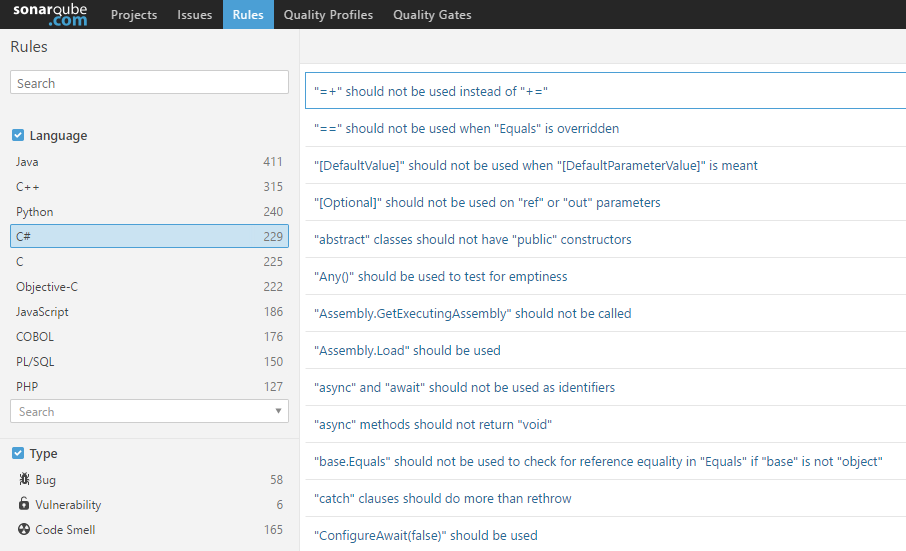 sonarqube
.com
Projects Issues Rules Quality Profiles Quality Gates
Rules
Search
Language
Java 411
C++ 315
Python 240
C# 229
C 225
Objective-C 222
JavaScript 186
COBOL 176
PL/SQL 150
PHP 127
Search
Type
Bug 58
Vulnerability 6
Code Smell 165
"=+" should not be used instead of "+="
"==" should not be used when "Equals" is overridden
"[DefaultValue]" should not be used when "[DefaultParameterValue]" is meant
"[Optional]" should not be used on "ref" or "out" parameters
"abstract" classes should not have "public" constructors
"Any()" should be used to test for emptiness
"Assembly.GetExecutingAssembly" should not be called
"Assembly.Load" should be used
"async" and "await" should not be used as identifiers
"async" methods should not return "void"
"base.Equals" should not be used to check for reference equality in "Equals" if "base" is not "object"
"catch" clauses should do more than rethrow
"ConfigureAwait(false)" should be used